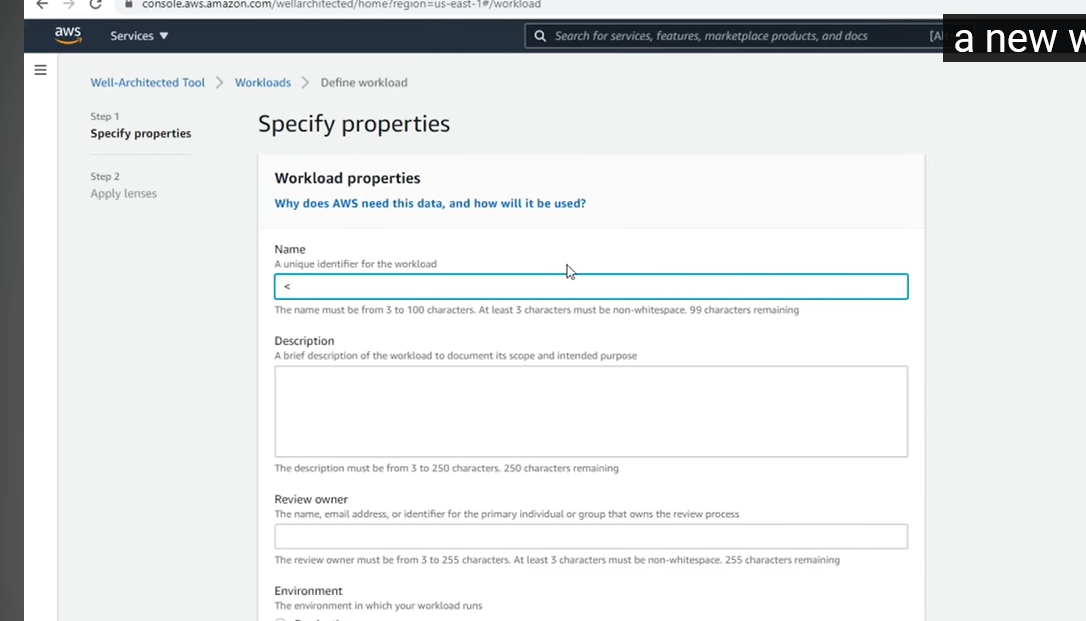 console.aws.amazon.com/wellarchitected/home?region=us-east-1#/workload
aws
Services
Search for services, features, marketplace products, and docs
a new
Well-Architected Tool > Workloads > Define workload
Step 1
Specify properties
Step 2
Apply lenses
Specify properties
Workload properties
Why does AWS need this data, and how will it be used?
Name
A unique identifier for the workload
<
The name must be from 3 to 100 characters. At least 3 characters must be non-whitespace. 99 characters remaining
Description
A brief description of the workload to document its scope and intended purpose
The description must be from 3 to 250 characters. 250 characters remaining
Review owner
The name, email address, or identifier for the primary individual or group that owns the review process
The review owner must be from 3 to 255 characters. At least 3 characters must be non-whitespace. 255 characters remaining
Environment
The environment in which your workload runs